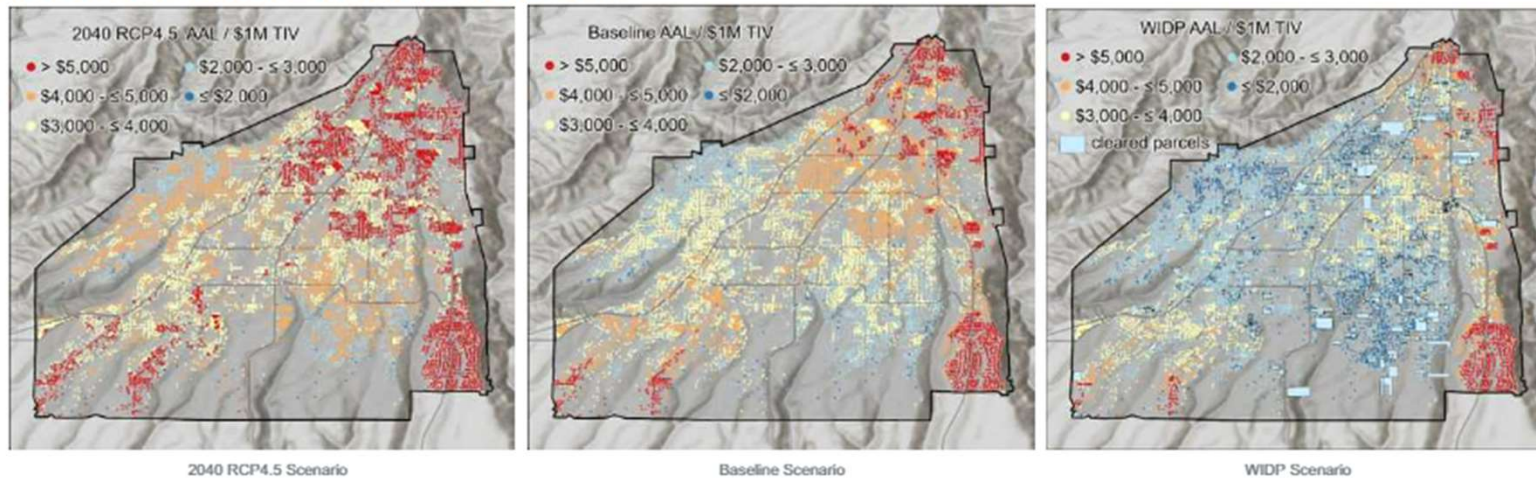 2040 RCP4.5 AAL / $1M TIV
> $5,000
$2,000 - ≤ 3,000
$4,000 - ≤ 5,000
≤ $2,000
$3,000 - ≤ 4,000
2040 RCP4.5 Scenario
Baseline AAL / $1M TIV
> $5,000
$2,000 - ≤ 3,000
$4,000 - ≤ 5,000
≤ $2,000
$3,000 - ≤ 4,000
Baseline Scenario
WIDP AAL / $1M TIV
> $5,000
$2,000 - ≤ 3,000
$4,000 - ≤ 5,000
≤ $2,000
$3,000 - ≤ 4,000
cleared parcels
WIDP Scenario